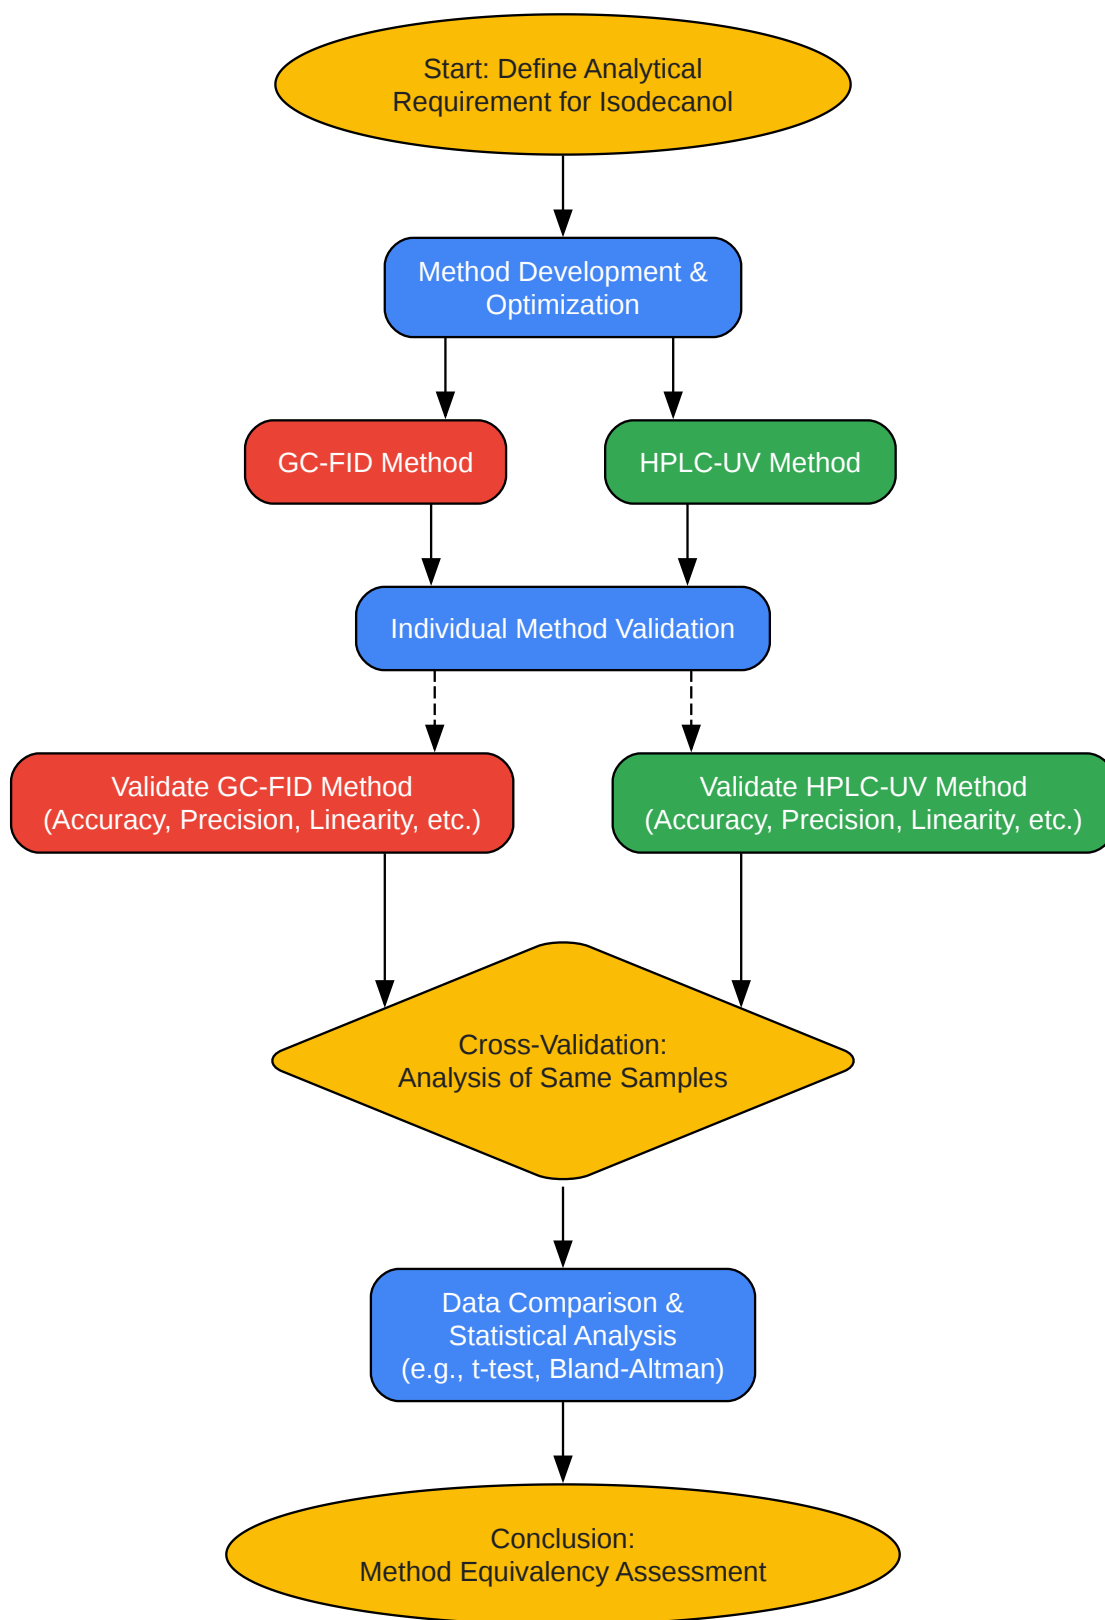 Start: Define Analytical
Requirement for Isodecanol
Method Development &
Optimization
GC-FID Method
HPLC-UV Method
Individual Method Validation
Validate GC-FID Method
(Accuracy, Precision, Linearity, etc.)
Validate HPLC-UV Method
(Accuracy, Precision, Linearity, etc.)
Cross-Validation:
Analysis of Same Samples
Data Comparison &
Statistical Analysis
(e.g., t-test, Bland-Altman)
Conclusion:
Method Equivalency Assessment